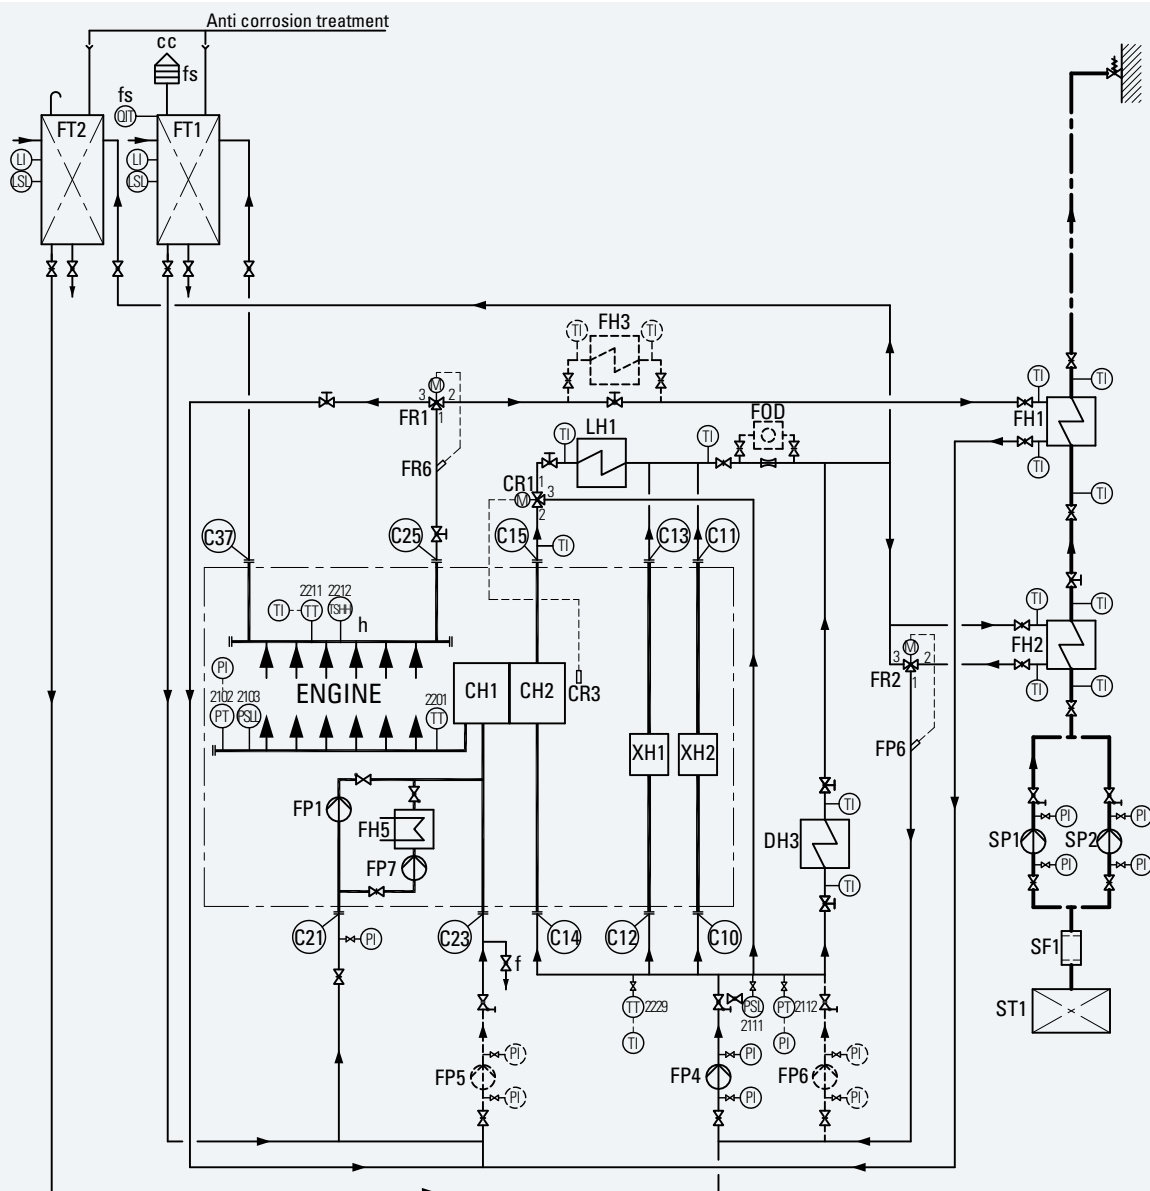 Anti corrosion treatment
cc
fs
fs
QIT
FT2
FT1
LI
LI
LSL
LSL
FH3
TI
TI
M
3 2
1
FR1
TI
TI
FH1
FOD
LH1
TI
TI
TI
FR6
CR1
1
M
3
2
TI
C37
C25
C15
C13
C11
TI
2211
2212
TI
TT
TSHH
h
TI
TI
FH2
M
3 2
1
FR2
TI
TI
PI
ENGINE
CH1
CH2
CR3
2102
2103
2201
PT
PSLL
TT
FP6
XH1
XH2
FP1
FH5
FP7
TI
DH3
TI
PI
PI
SP1
SP2
PI
PI
C21
C23
C14
C12
C10
PI
f
SF1
TT
2229
PSL
2111
PT
2112
ST1
TI
PI
PI
PI
PI
FP5
FP4
FP6
PI
PI
PI